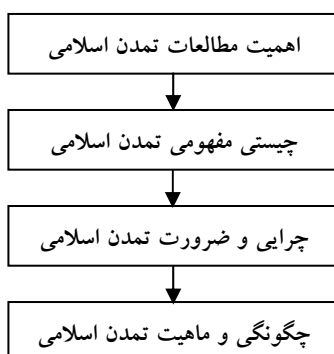 اهمیت مطالعات تمدن اسلامی
چیستی مفهومی تمدن اسلامی
چرایی و ضرورت تمدن اسلامی
چگونگی و ماهیت تمدن اسلامی